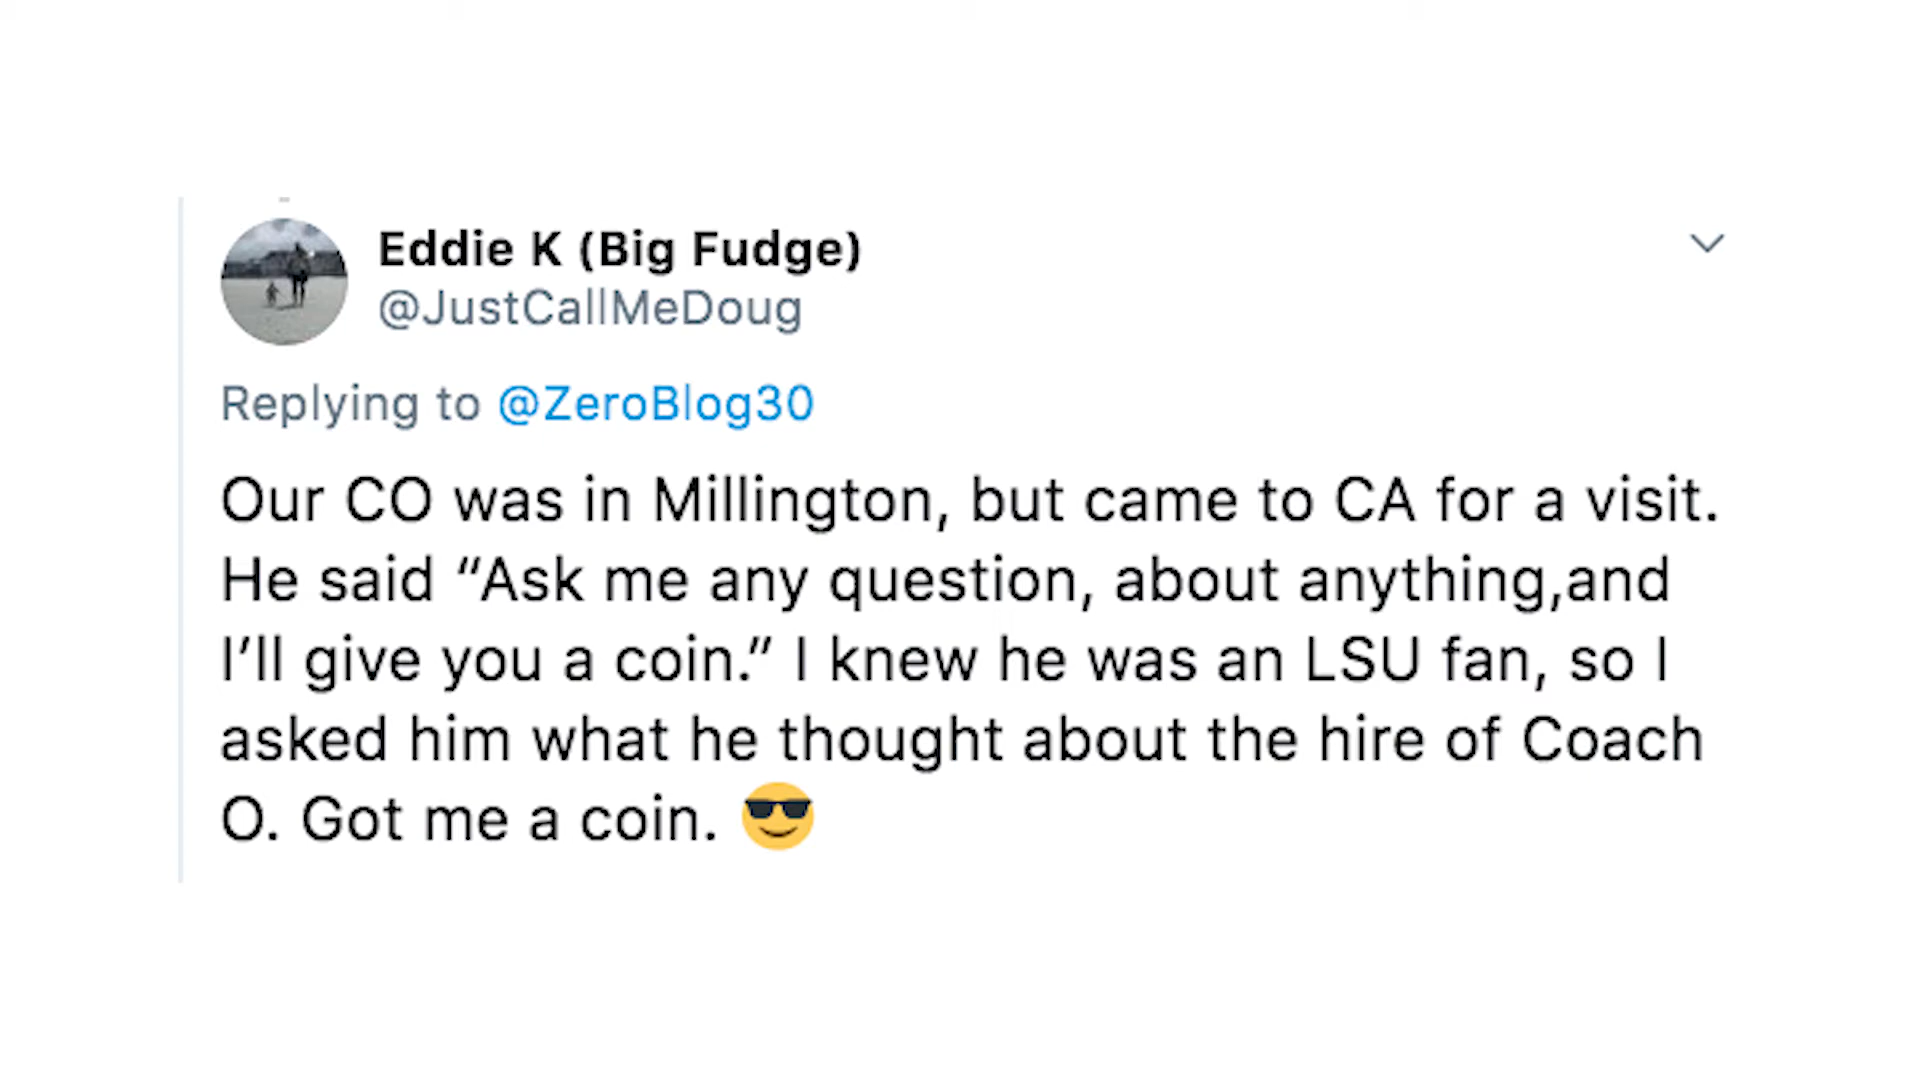 Eddie K (Big Fudge)
@JustCallMeDoug
Replying to @ZeroBlog30
Our CO was in Millington, but came to CA for a visit.
He said “Ask me any question, about anything,and
I’ll give you a coin.” I knew he was an LSU fan, so I
asked him what he thought about the hire of Coach
O. Got me a coin. 😎